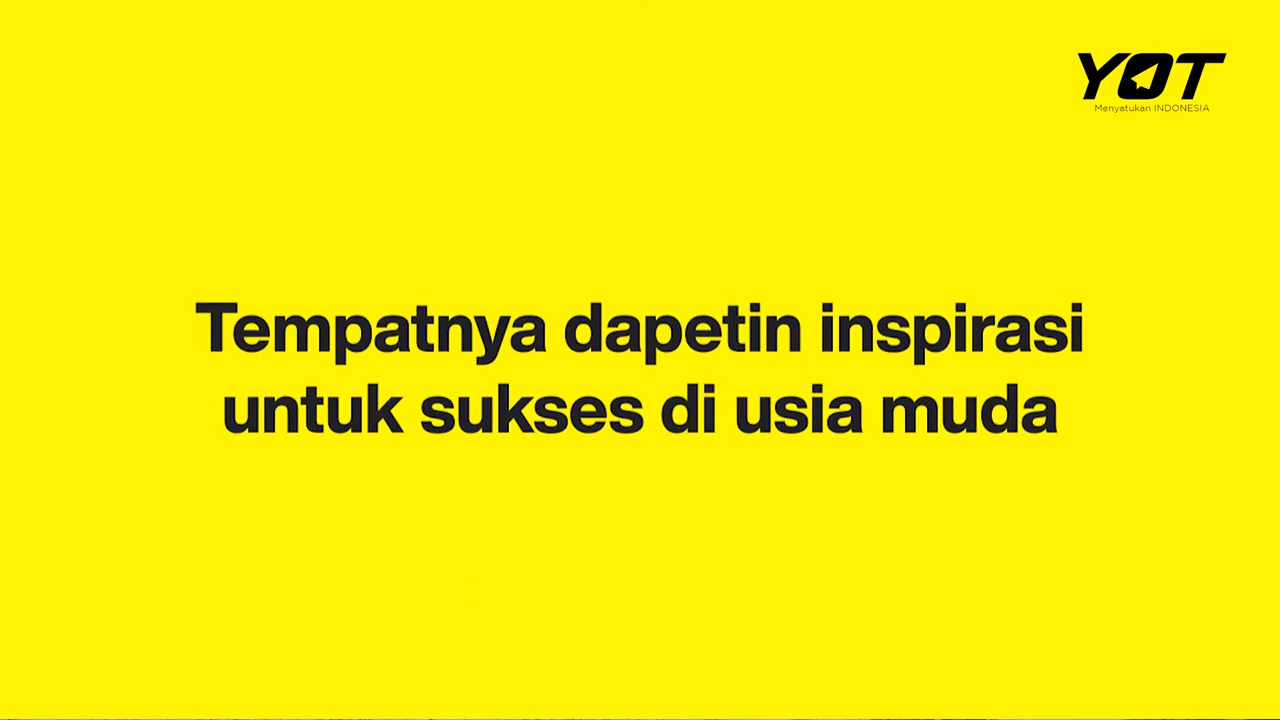 YOT
Menyatukan INDONESIA
Tempatnya dapetin inspirasi
untuk sukses di usia muda